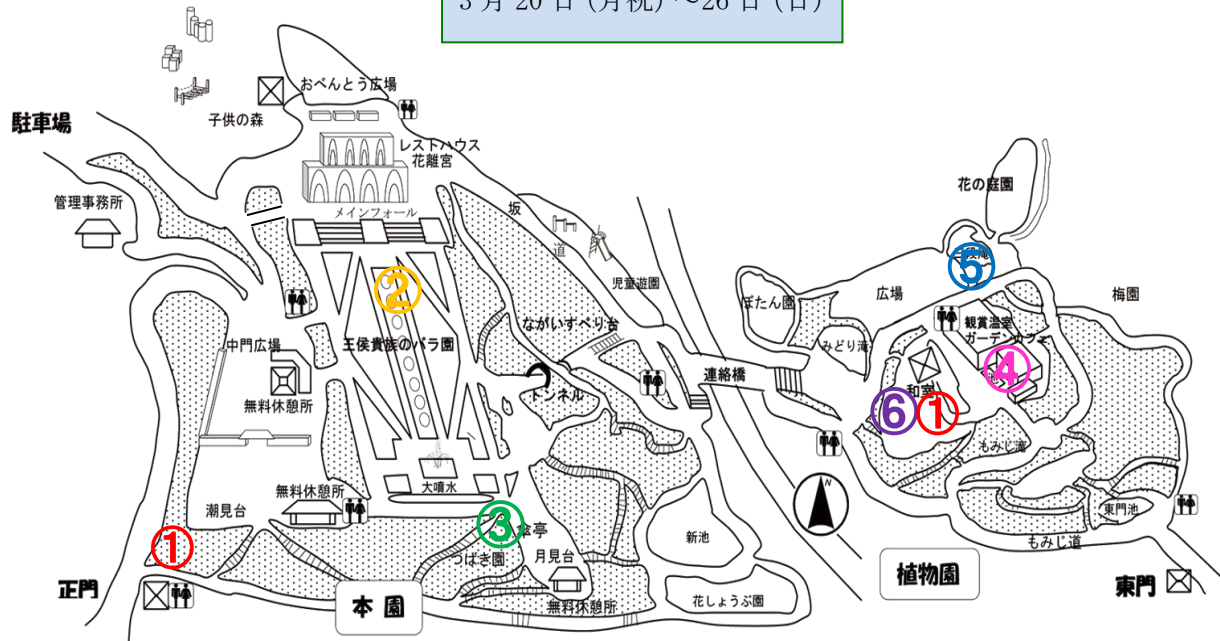 3 月 20 日 (月祝) ～26 日 (日)
おべんとう広場
子供の森
駐車場
レストハウス
花離宮
管理事務所
メインフォール
坂
道
児童遊園
花の庭園
⑤
②
広場
梅園
ぼたん園
ながいすべり台
観賞温室
ガーデンカフェ
みどり滝
中門広場
王侯貴族のバラ園
連絡橋
④
トンネル
無料休憩所
和室
⑥
①
もみじ滝
大噴水
無料休憩所
N
潮見台
東門池
③
傘亭
①
つばき園
月見台
新池
もみじ道
正門
本園
無料休憩所
花しょうぶ園
植物園
東門